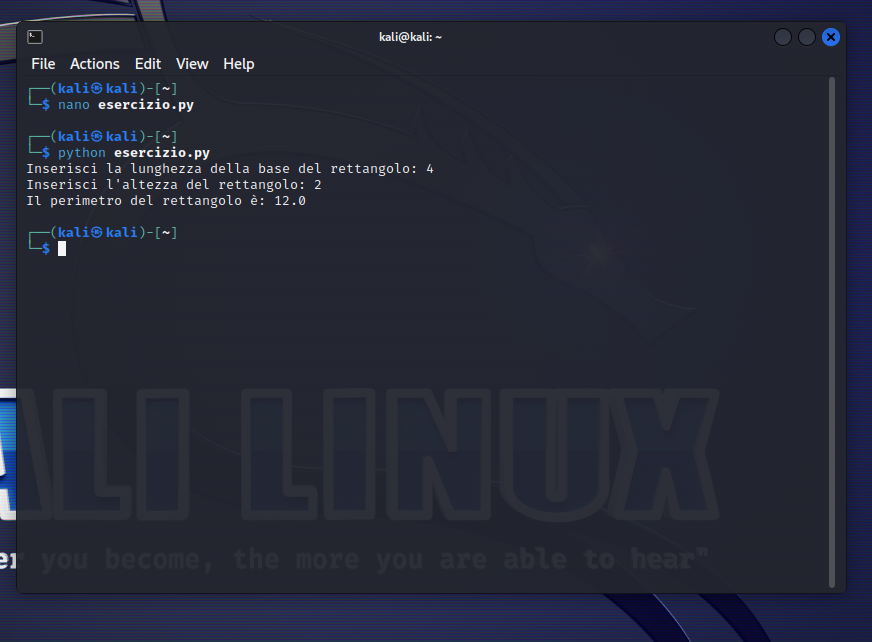 kali@kali: ~
File Actions Edit View Help
┌──(kali㉿kali)-[~]
└─$ nano esercizio.py
┌──(kali㉿kali)-[~]
└─$ python esercizio.py
Inserisci la lunghezza della base del rettangolo: 4
Inserisci l'altezza del rettangolo: 2
Il perimetro del rettangolo è: 12.0
┌──(kali㉿kali)-[~]
└─$
ALI LINUX
er you become, the more you are able to hear"